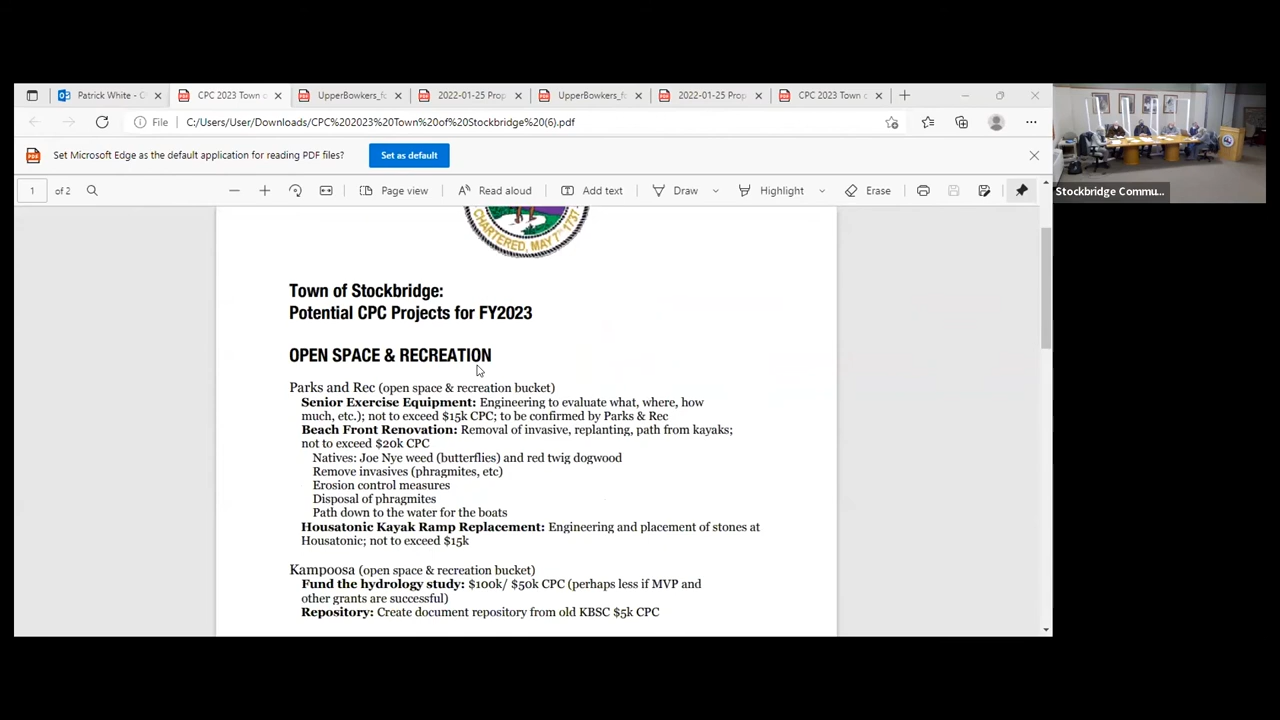 Patrick White - O
CPC 2023 Town o
UpperBowkers_fo
2022-01-25 Prop
UpperBowkers_fo
2022-01-25 Prop
CPC 2023 Town o
File
C:/Users/User/Downloads/CPC%202023%20Town%20of%20Stockbridge%20(6).pdf
Set Microsoft Edge as the default application for reading PDF files?
Set as default
1
of 2
Page view
Read aloud
Add text
Draw
Highlight
Erase
Stockbridge Commu...
CHARTERED, MAY 7TH 1737
Town of Stockbridge:
Potential CPC Projects for FY2023
OPEN SPACE & RECREATION
Parks and Rec (open space & recreation bucket)
Senior Exercise Equipment: Engineering to evaluate what, where, how
much, etc.); not to exceed $15k CPC; to be confirmed by Parks & Rec
Beach Front Renovation: Removal of invasive, replanting, path from kayaks;
not to exceed $20k CPC
Natives: Joe Nye weed (butterflies) and red twig dogwood
Remove invasives (phragmites, etc)
Erosion control measures
Disposal of phragmites
Path down to the water for the boats
Housatonic Kayak Ramp Replacement: Engineering and placement of stones at
Housatonic; not to exceed $15k
Kampoosa (open space & recreation bucket)
Fund the hydrology study: $100k/ $50k CPC (perhaps less if MVP and
other grants are successful)
Repository: Create document repository from old KBSC $5k CPC